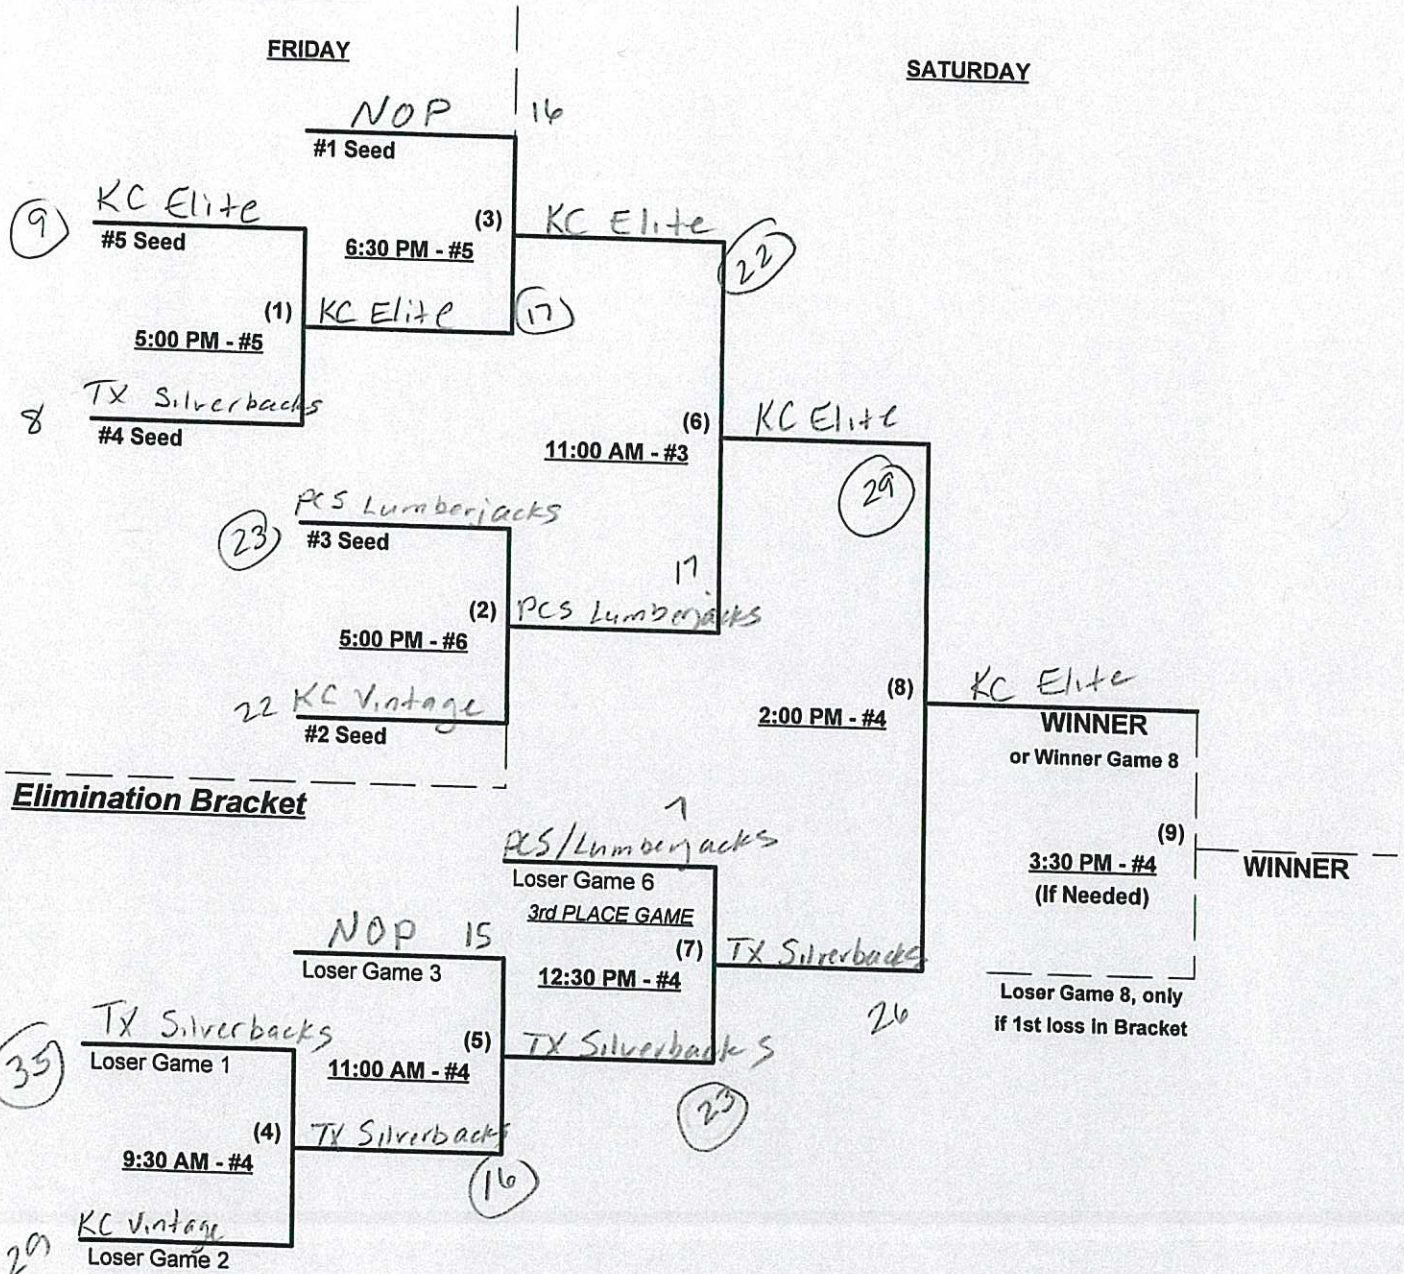 FRIDAY
SATURDAY
NOP 16
#1 Seed
9 KC Elite
#5 Seed
(3) KC Elite 22
6:30 PM - #5
(1) KC Elite 17
5:00 PM - #5
8 TX Silverbacks
#4 Seed
(6) KC Elite
11:00 AM - #3
29
23 PCS Lumberjacks
#3 Seed
17
(2) PCS Lumberjacks
5:00 PM - #6
22 KC Vintage
#2 Seed
(8) KC Elite
2:00 PM - #4
WINNER
or Winner Game 8
Elimination Bracket
7
PCS/Lumberjacks
Loser Game 6
3rd PLACE GAME
(9)
3:30 PM - #4
(If Needed)
WINNER
NOP 15
Loser Game 3
(7) TX Silverbacks
12:30 PM - #4
26
Loser Game 8, only
if 1st loss in Bracket
35 TX Silverbacks
Loser Game 1
(5) TX Silverbacks
11:00 AM - #4
23
(4) TX Silverbacks
9:30 AM - #4
16
29 KC Vintage
Loser Game 2